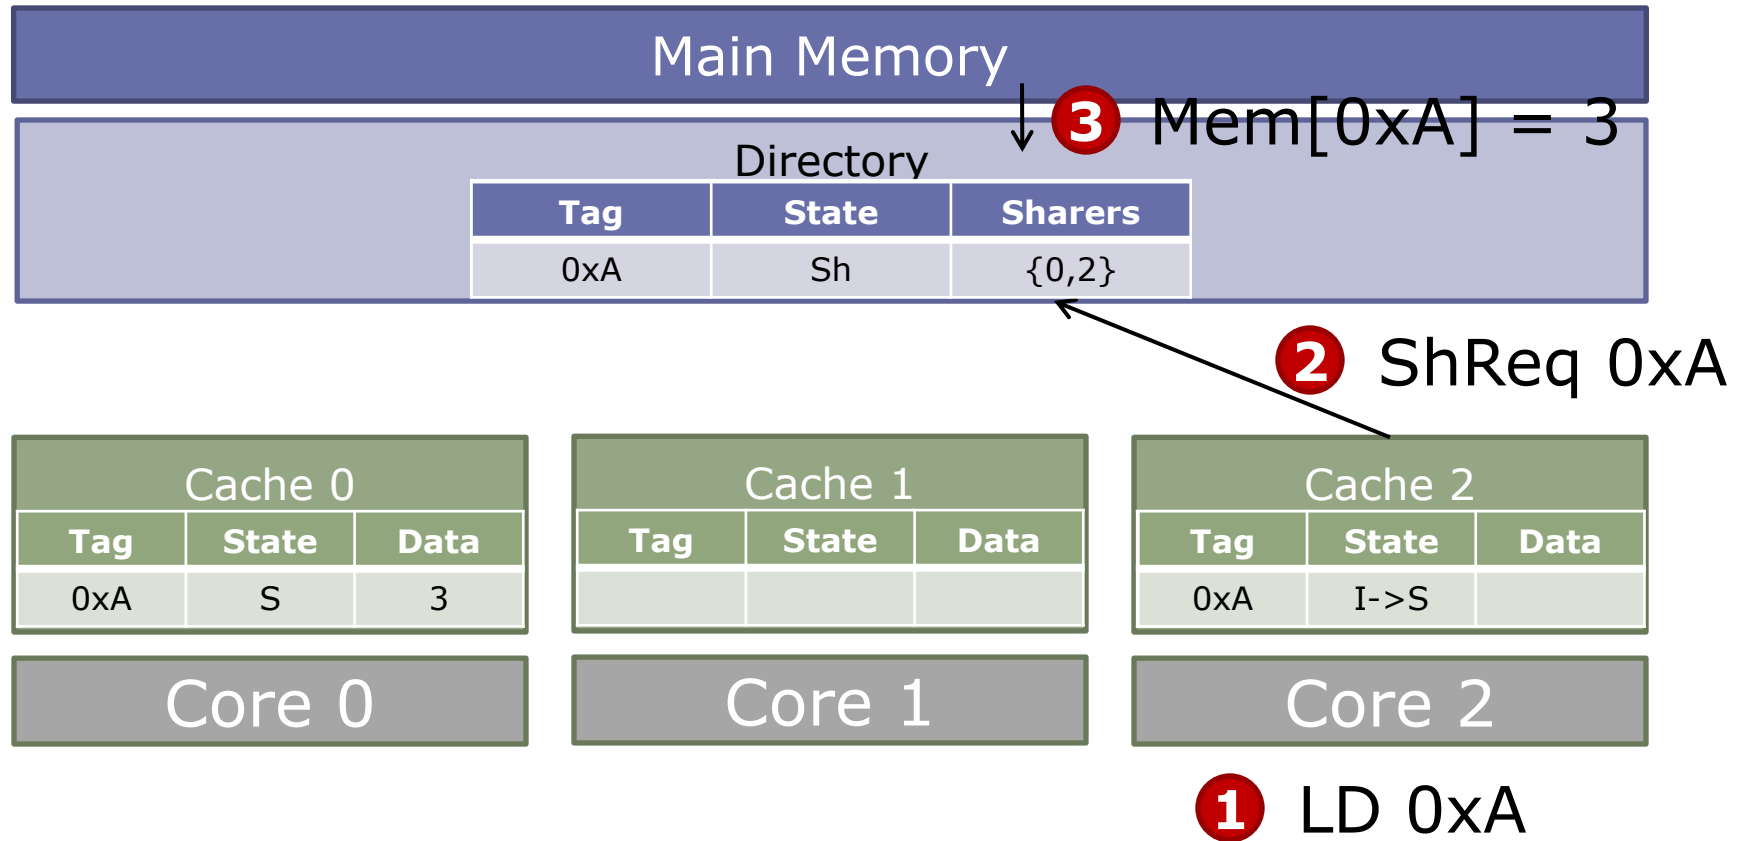 Main Memory
3 Mem[0xA] = 3
Directory
Tag State Sharers
0xA Sh {0,2}
2 ShReq 0xA
Cache 0 Cache 1 Cache 2
Tag State Data Tag State Data Tag State Data
0xA S 3 0xA I->S
Core 0 Core 1 Core 2
1 LD 0xA